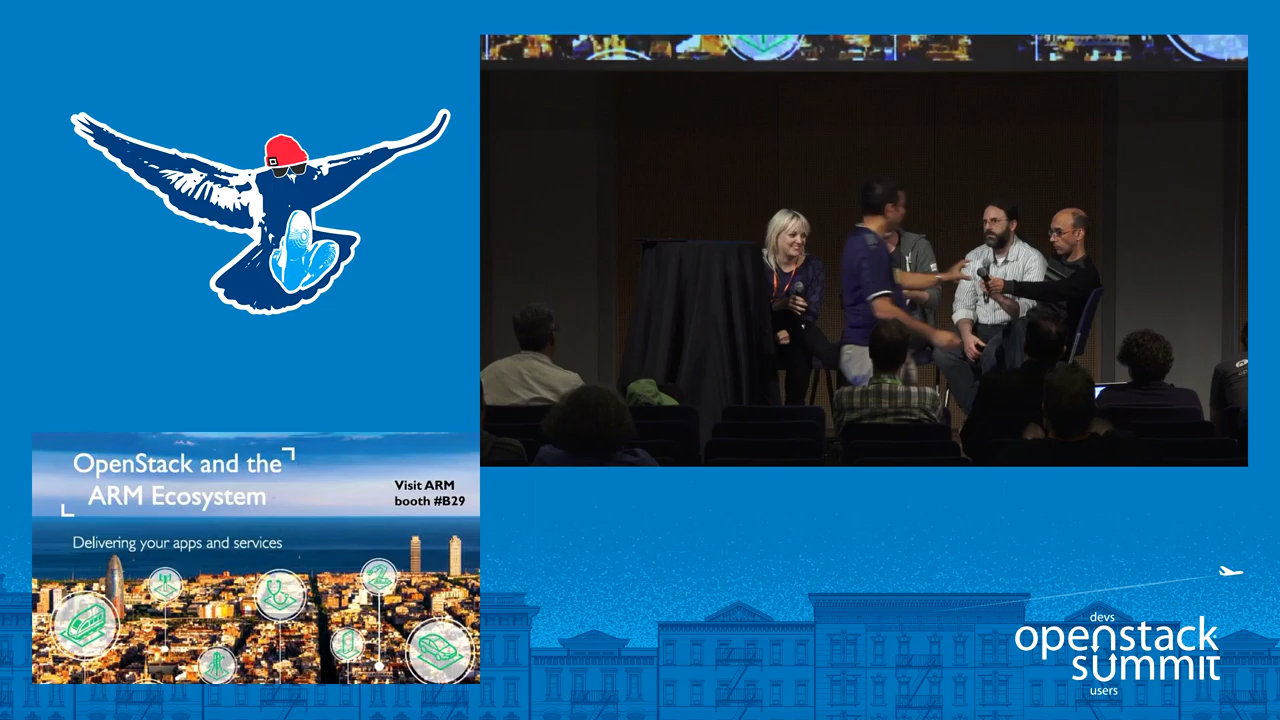 OpenStack and the
ARM Ecosystem
Visit ARM
booth #B29
Delivering your apps and services
devs
openstack
summit
users